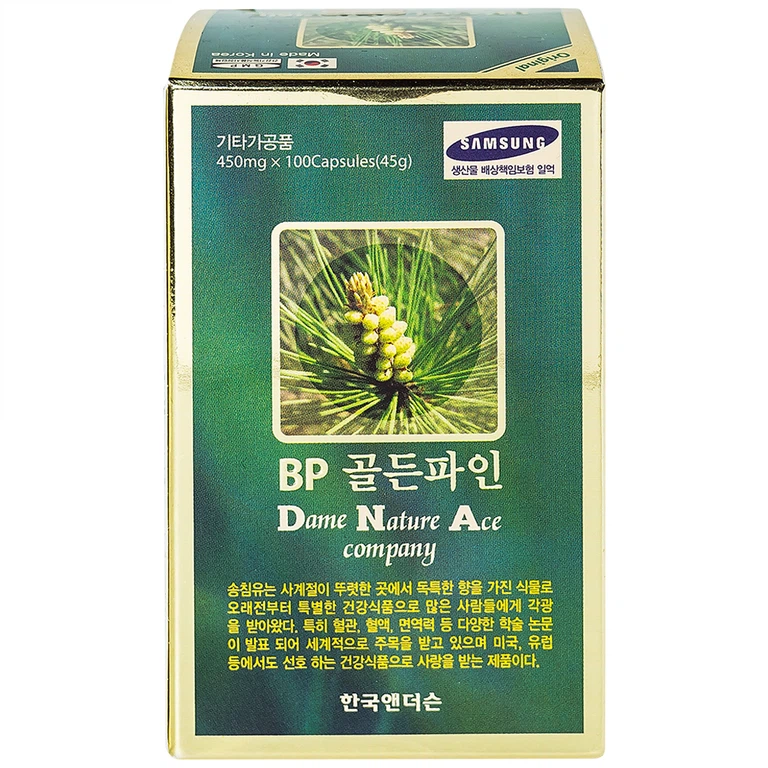 Original
Made in Korea
GMP
기타가공품
450mg × 100Capsules(45g)
SAMSUNG
생산물 배상책임보험 일억
BP 골든파인
Dame Nature Ace
company
송침유는 사계절이 뚜렷한 곳에서 독특한 향을 가진 식물로
오래전부터 특별한 건강식품으로 많은 사람들에게 각광
을 받아왔다. 특히 혈관, 혈액, 면역력 등 다양한 학술 논문
이 발표 되어 세계적으로 주목을 받고 있으며 미국, 유럽
등에서도 선호 하는 건강식품으로 사랑을 받는 제품이다.
한국앤더슨